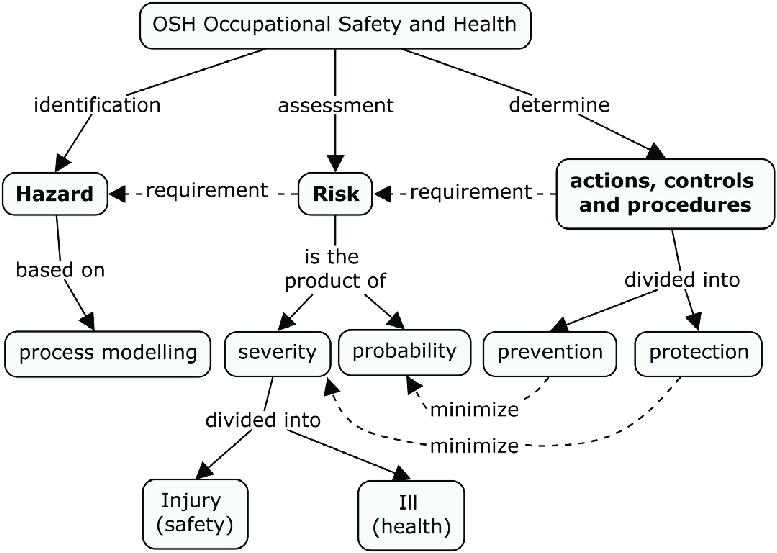 OSH Occupational Safety and Health
identification
assessment
determine
Hazard
requirement
Risk
requirement
actions, controls
and procedures
based on
is the
product of
divided into
process modelling
severity
probability
prevention
protection
minimize
divided into
minimize
Injury
(safety)
Ill
(health)